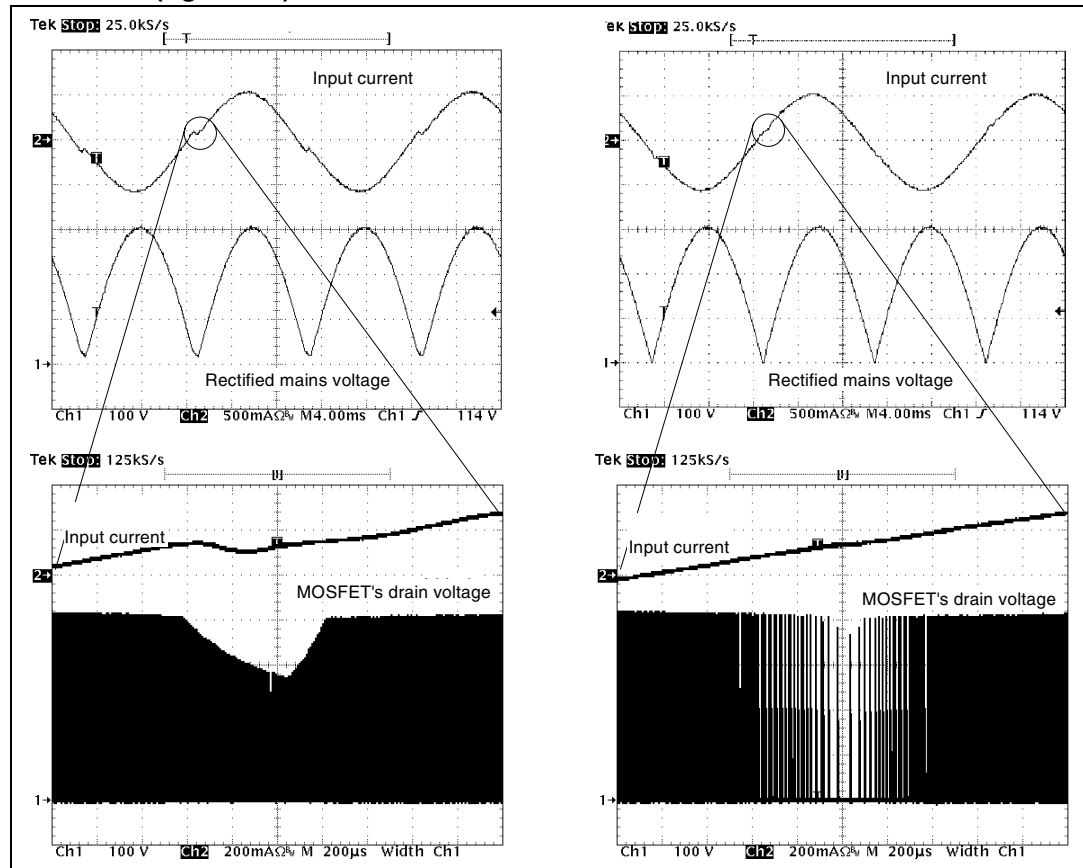 Tek Stop: 25.0kS/s
T
Input current
2→
T
T
1→
Rectified mains voltage
Ch1 100 V Ch2 500mAΩ M4.00ms Ch1 114 V
ek Stop: 25.0kS/s
T
Input current
2→
T
T
1→
Rectified mains voltage
Ch1 100 V Ch2 500mAΩ M4.00ms Ch1 114 V
Tek Stop: 125kS/s
T
Input current
2→
MOSFET's drain voltage
1→
Ch1 100 V Ch2 200mAΩ M 200µs Width Ch1
Tek Stop: 125kS/s
T
Input current
2→
MOSFET's drain voltage
1→
Ch1 100 V Ch2 200mAΩ M 200µs Width Ch1